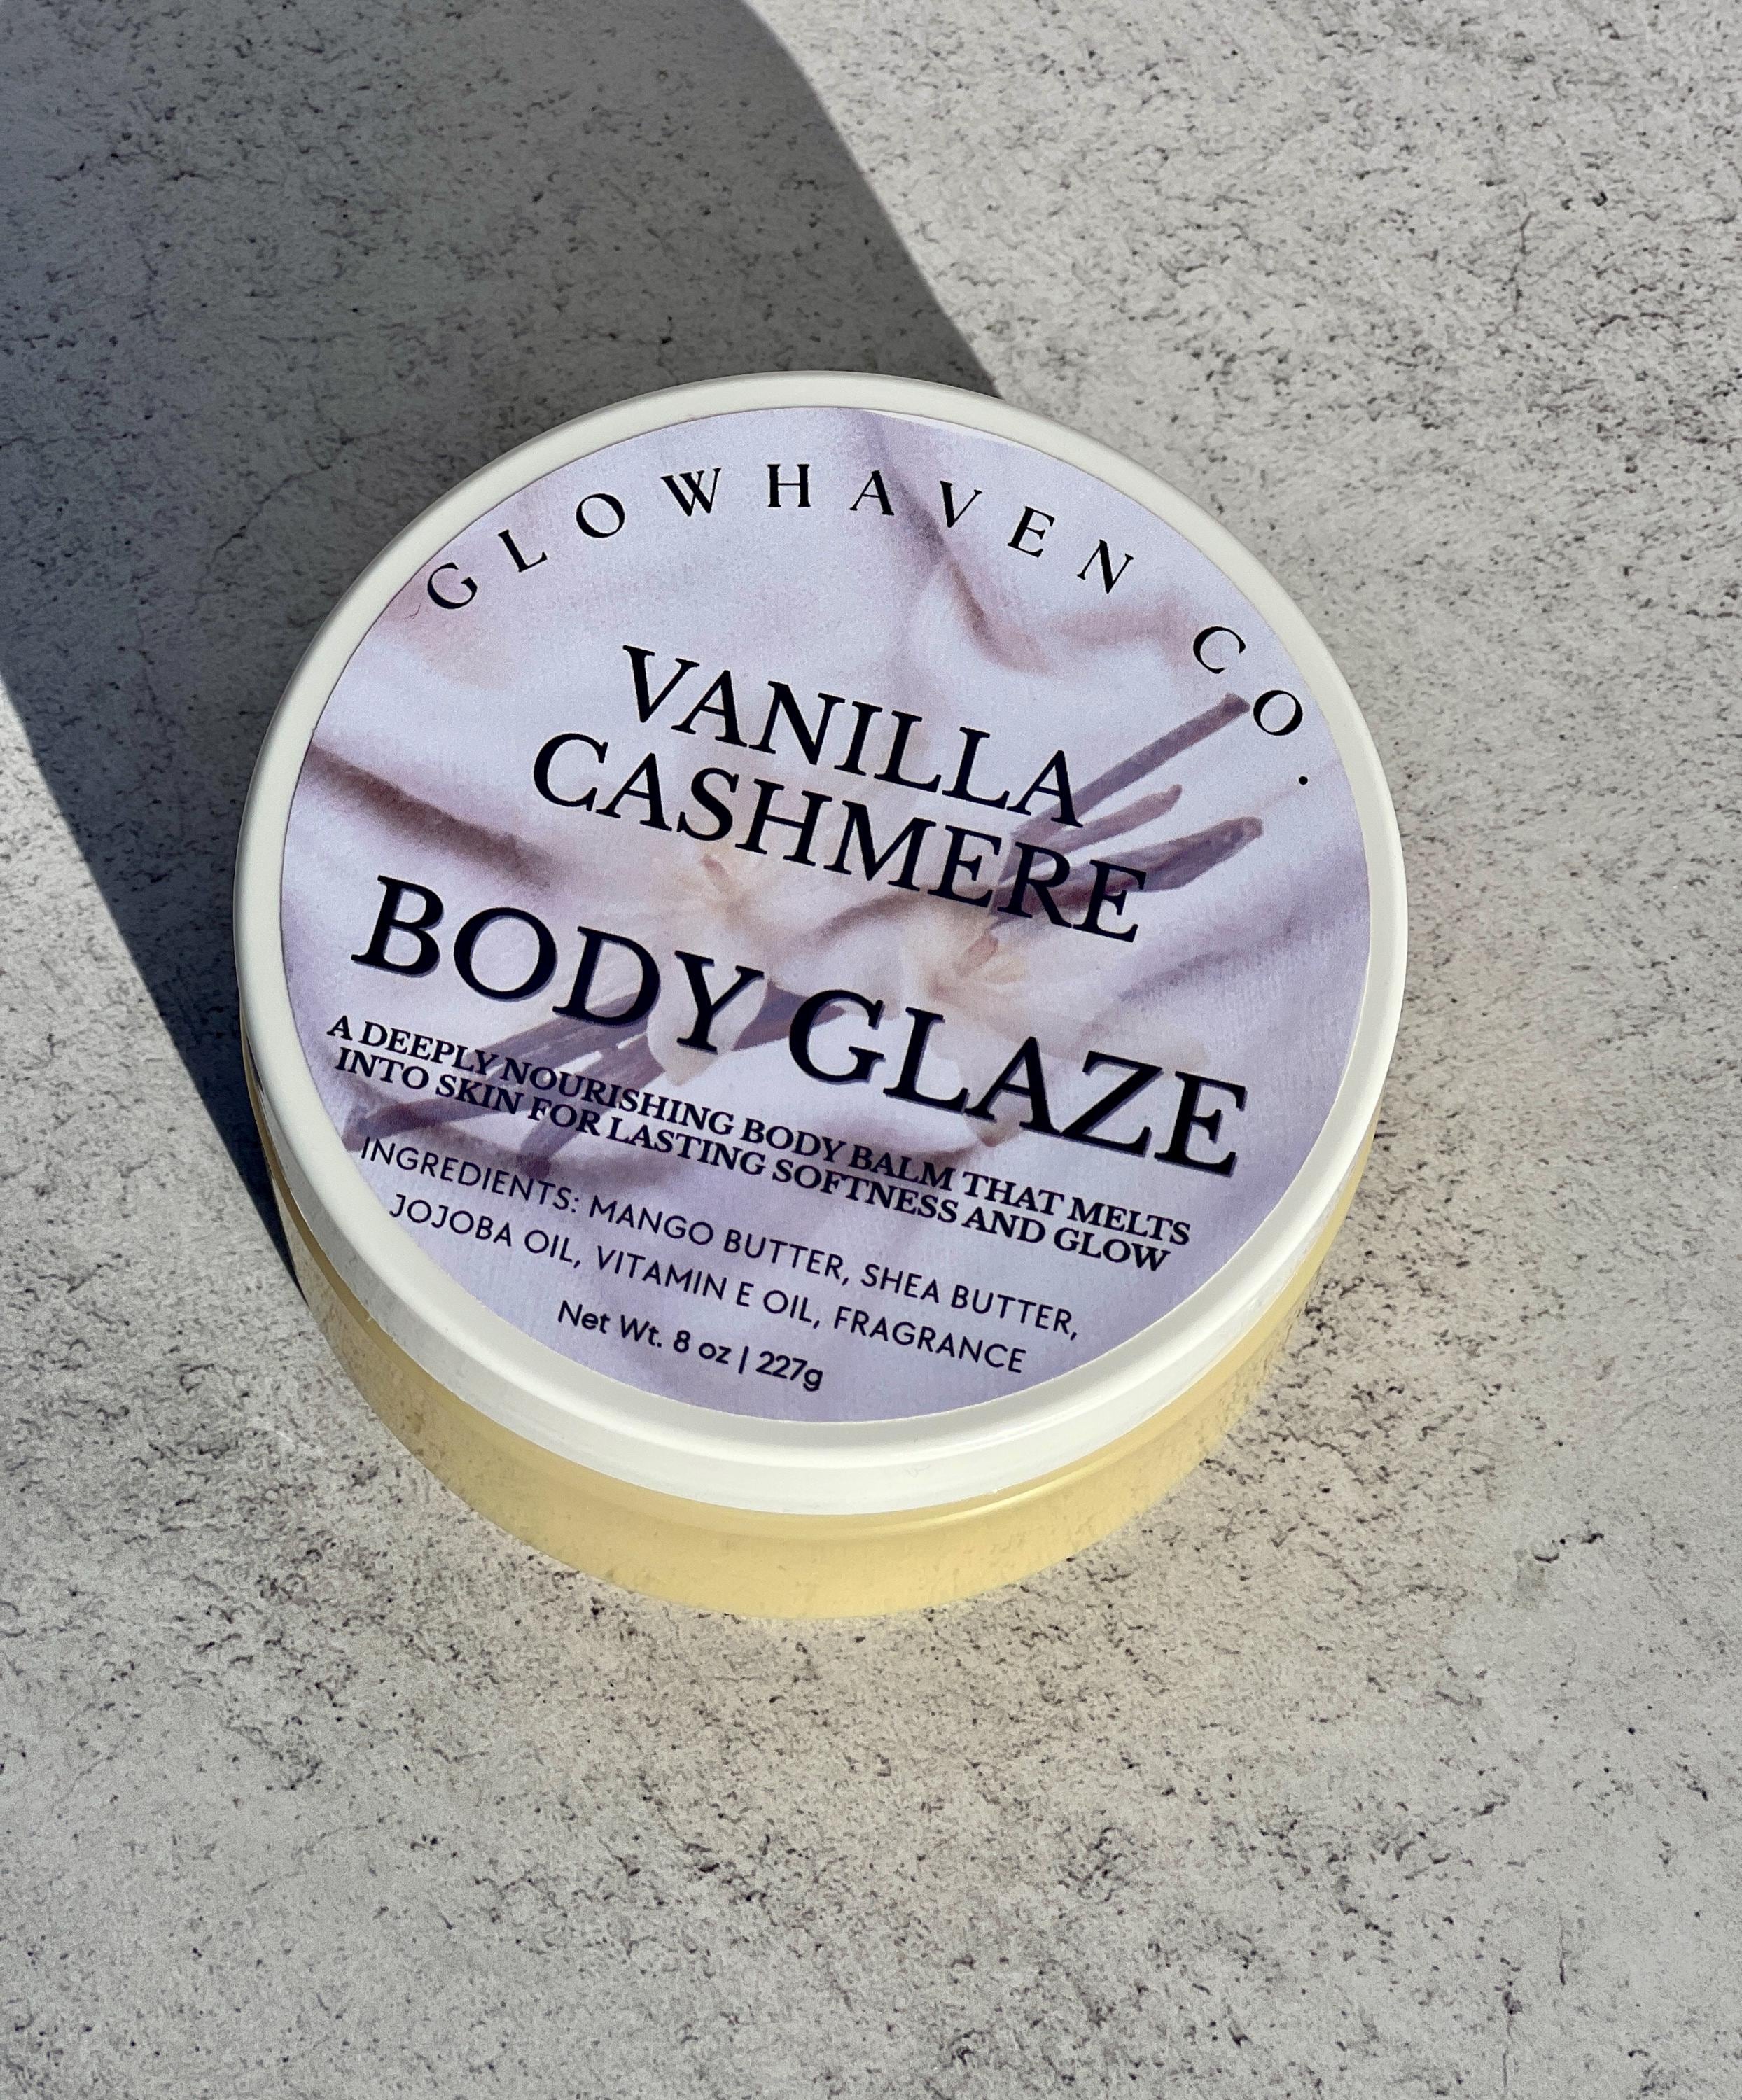 GLOWHAVEN CO.
VANILLA
CASHMERE
BODY GLAZE
A DEEPLY NOURISHING BODY BALM THAT MELTS
INTO SKIN FOR LASTING SOFTNESS AND GLOW
INGREDIENTS: MANGO BUTTER, SHEA BUTTER,
JOJOBA OIL, VITAMIN E OIL, FRAGRANCE
Net Wt. 8 oz | 227g